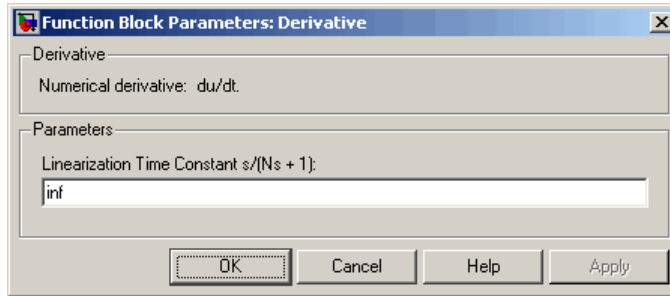 Function Block Parameters: Derivative
Derivative
Numerical derivative: du/dt.
Parameters
Linearization Time Constant s/(Ns + 1):
inf
OK Cancel Help Apply